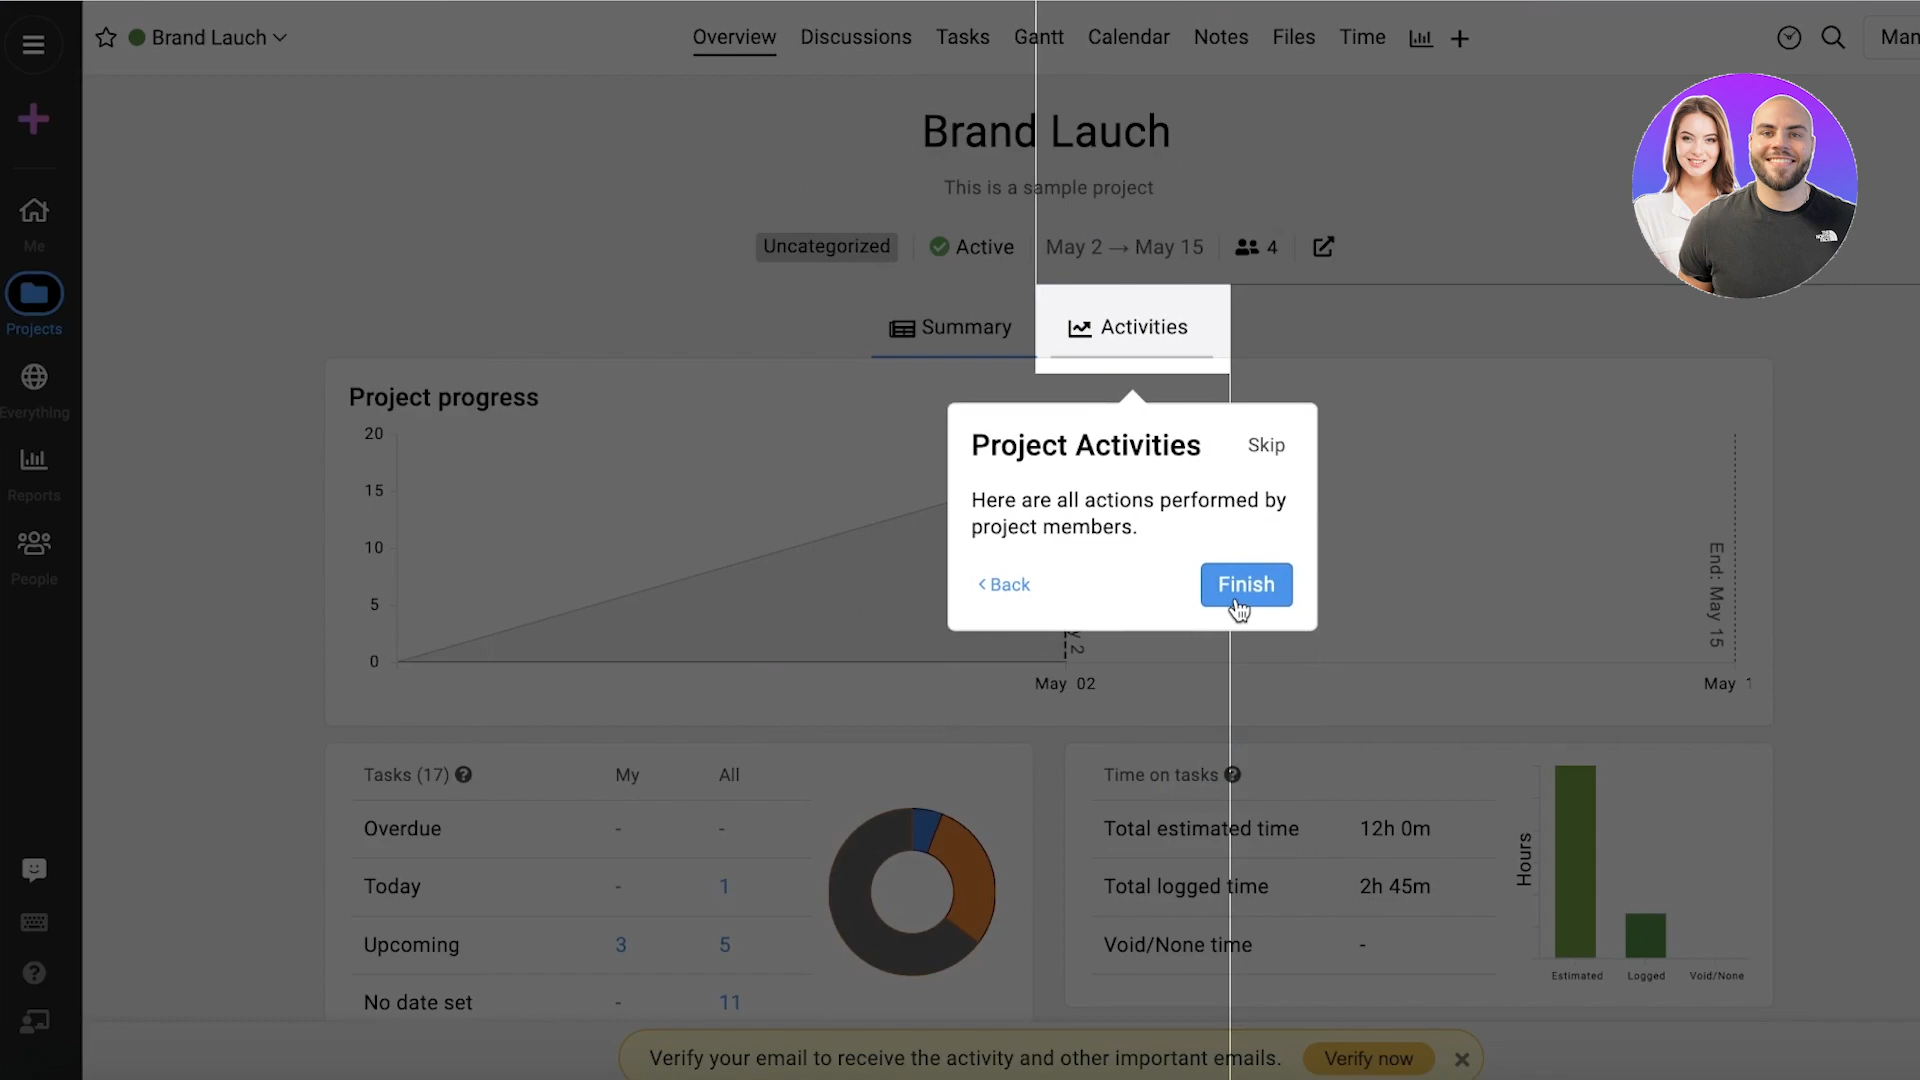 Brand Lauch
Overview Discussions Tasks Gantt Calendar Notes Files Time
Brand Lauch
This is a sample project
Uncategorized Active May 2 → May 15 4
Summary Activities
Project progress
20
15
10
5
0
May 02
End: May 15
Project Activities Skip
Here are all actions performed by
project members.
< Back Finish
Me
Projects
Everything
Reports
People
Tasks (17) ? My All
Overdue - -
Today - 1
Upcoming 3 5
No date set - 11
Time on tasks ?
Total estimated time 12h 0m
Total logged time 2h 45m
Void/None time -
Hours
Estimated Logged Void/None
Verify your email to receive the activity and other important emails. Verify now